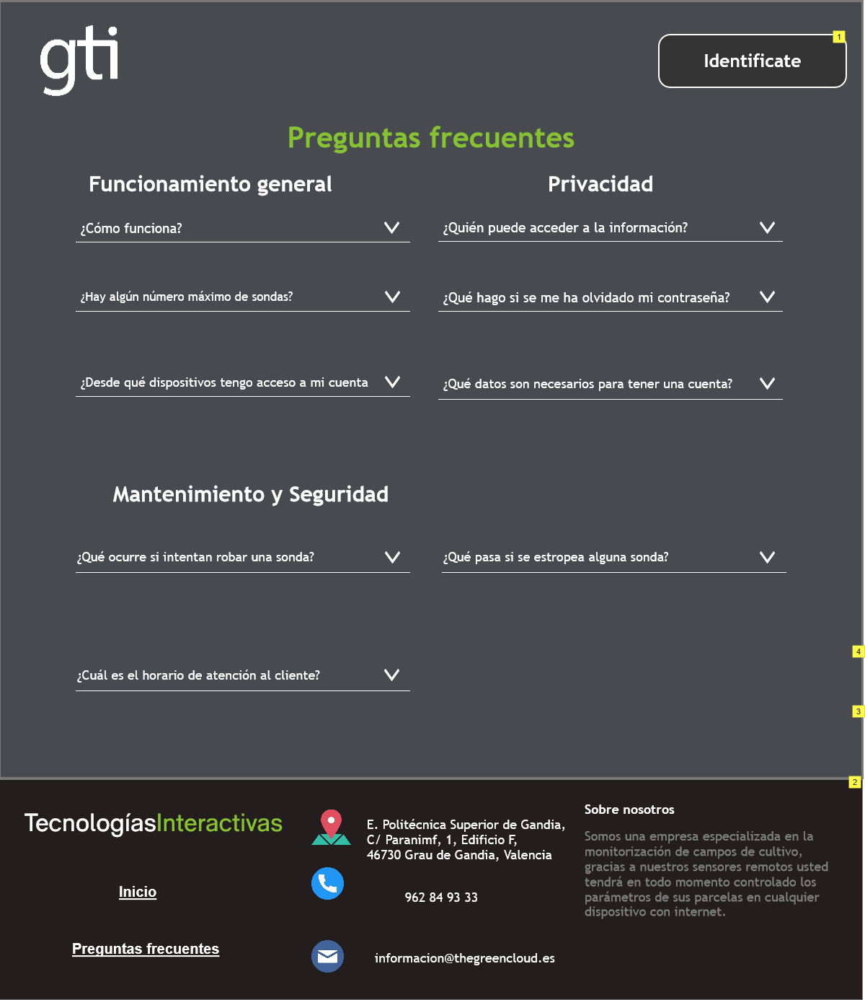 gti
1
Identificate
Preguntas frecuentes
Funcionamiento general
Privacidad
¿Cómo funciona?
¿Quién puede acceder a la información?
¿Hay algún número máximo de sondas?
¿Qué hago si se me ha olvidado mi contraseña?
¿Desde qué dispositivos tengo acceso a mi cuenta
¿Qué datos son necesarios para tener una cuenta?
Mantenimiento y Seguridad
¿Qué ocurre si intentan robar una sonda?
¿Qué pasa si se estropea alguna sonda?
4
¿Cuál es el horario de atención al cliente?
3
2
TecnologíasInteractivas
Inicio
Preguntas frecuentes
E. Politécnica Superior de Gandia,
C/ Paranimf, 1, Edificio F,
46730 Grau de Gandia, Valencia
962 84 93 33
informacion@thegreencloud.es
Sobre nosotros
Somos una empresa especializada en la
monitorización de campos de cultivo,
gracias a nuestros sensores remotos usted
tendrá en todo momento controlado los
parámetros de sus parcelas en cualquier
dispositivo con internet.